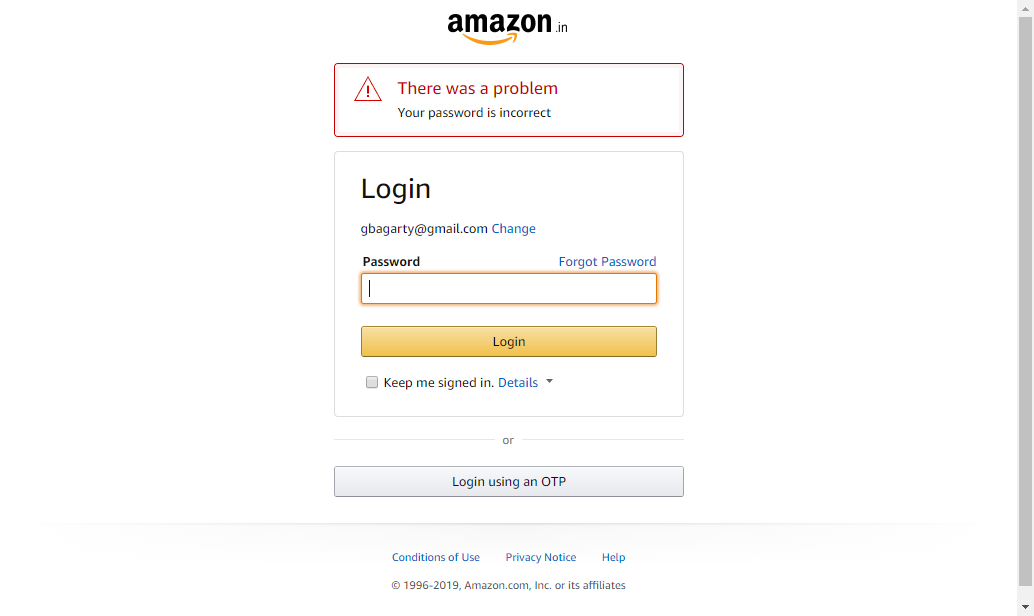 amazon.in
There was a problem
Your password is incorrect
Login
gbagarty@gmail.com Change
Password Forgot Password
Login
Keep me signed in. Details
or
Login using an OTP
Conditions of Use Privacy Notice Help
© 1996-2019, Amazon.com, Inc. or its affiliates